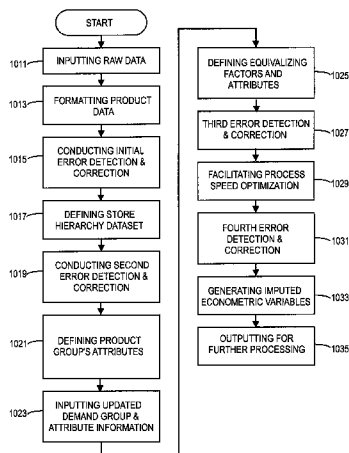 START
1011
INPUTTING RAW DATA
1013
FORMATTING PRODUCT
DATA
1015
CONDUCTING INITIAL
ERROR DETECTION &
CORRECTION
1017
DEFINING STORE
HIERARCHY DATASET
1019
CONDUCTING SECOND
ERROR DETECTION &
CORRECTION
1021
DEFINING PRODUCT
GROUP'S ATTRIBUTES
1023
INPUTTING UPDATED
DEMAND GROUP &
ATTRIBUTE INFORMATION
DEFINING EQUIVALIZING
FACTORS AND
ATTRIBUTES
1025
THIRD ERROR DETECTION
& CORRECTION
1027
FACILITATING PROCESS
SPEED OPTIMIZATION
1029
FOURTH ERROR
DETECTION &
CORRECTION
1031
GENERATING IMPUTED
ECONOMETRIC VARIABLES
1033
OUTPUTTING FOR
FURTHER PROCESSING
1035